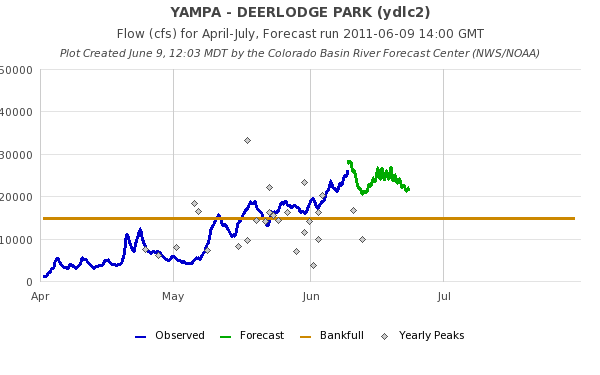 YAMPA - DEERLODGE PARK (ydlc2)
Flow (cfs) for April-July, Forecast run 2011-06-09 14:00 GMT
Plot Created June 9, 12:03 MDT by the Colorado Basin River Forecast Center (NWS/NOAA)
50000
40000
30000
20000
10000
0
Apr May Jun Jul
Observed Forecast Bankfull Yearly Peaks